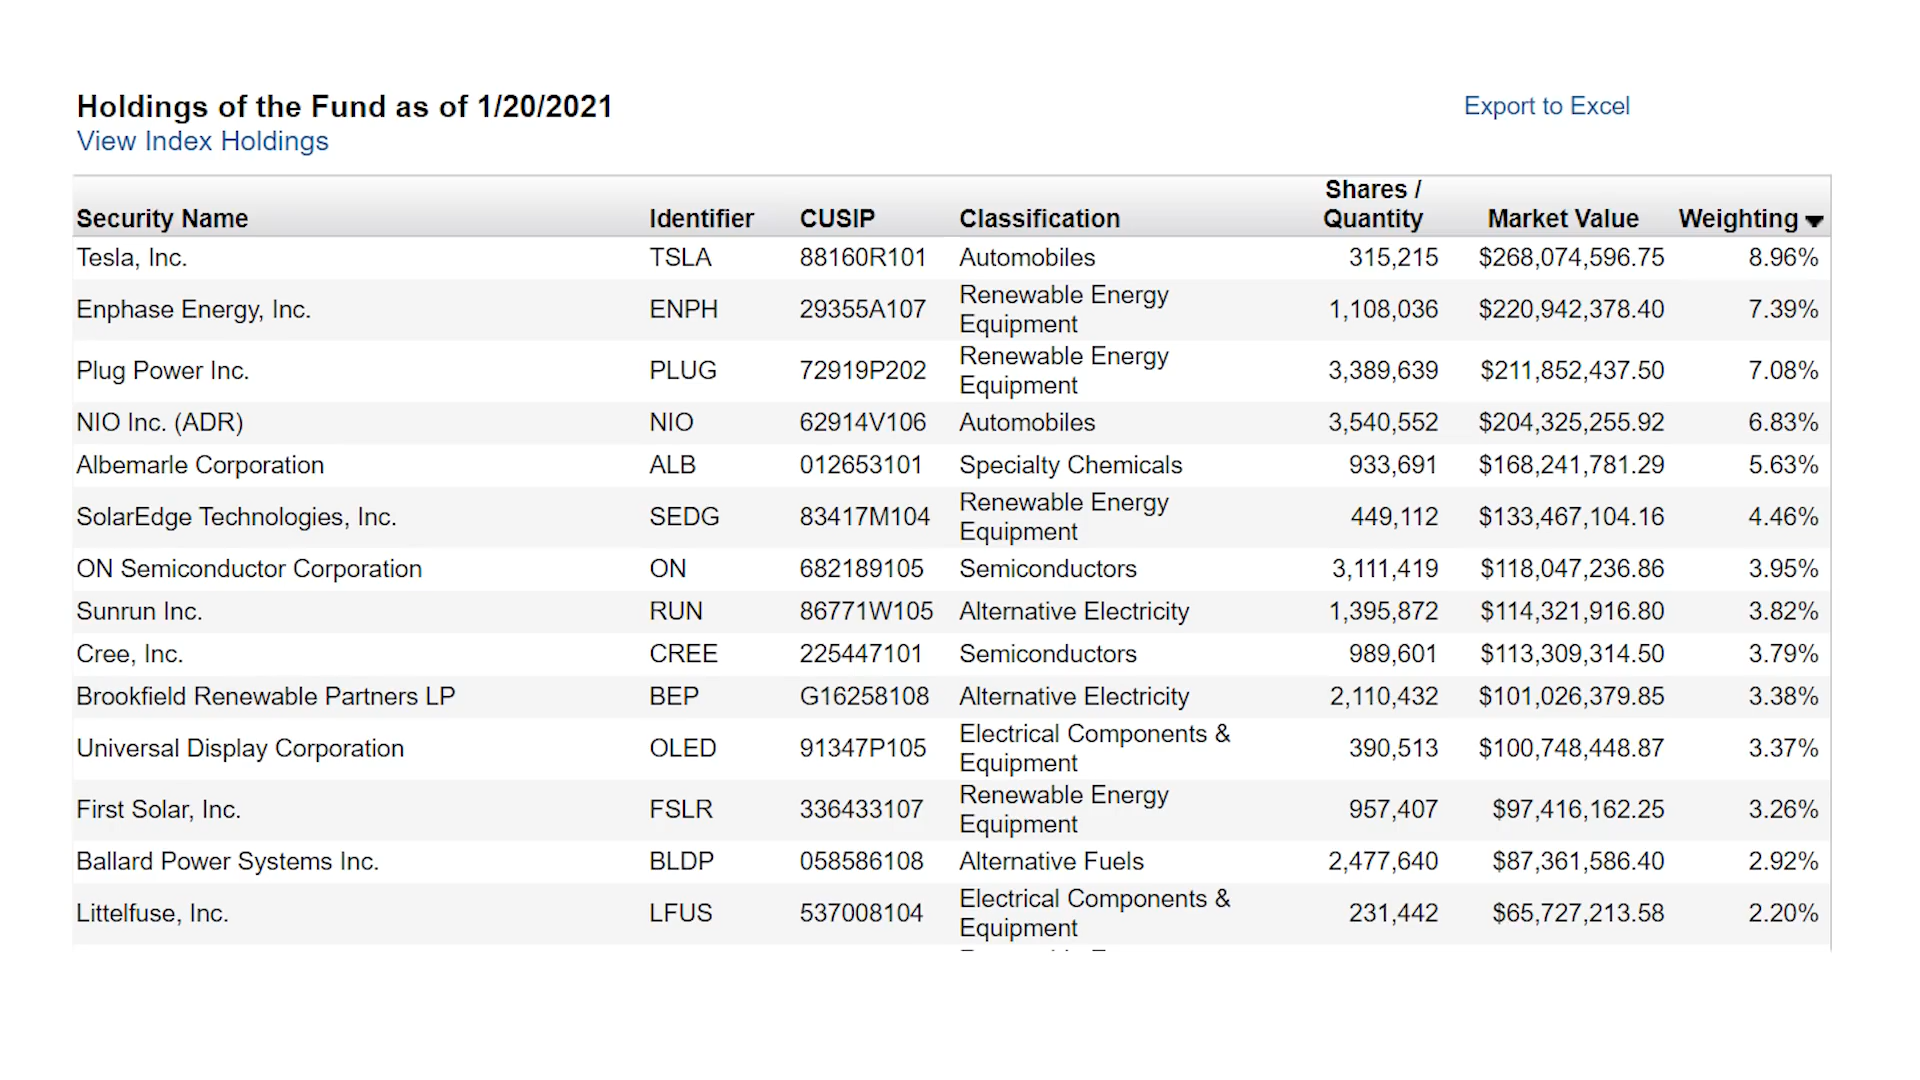 Holdings of the Fund as of 1/20/2021
Export to Excel
View Index Holdings
Security Name Identifier CUSIP Classification Shares / Quantity Market Value Weighting
Tesla, Inc. TSLA 88160R101 Automobiles 315,215 $268,074,596.75 8.96%
Enphase Energy, Inc. ENPH 29355A107 Renewable Energy Equipment 1,108,036 $220,942,378.40 7.39%
Plug Power Inc. PLUG 72919P202 Renewable Energy Equipment 3,389,639 $211,852,437.50 7.08%
NIO Inc. (ADR) NIO 62914V106 Automobiles 3,540,552 $204,325,255.92 6.83%
Albemarle Corporation ALB 012653101 Specialty Chemicals 933,691 $168,241,781.29 5.63%
SolarEdge Technologies, Inc. SEDG 83417M104 Renewable Energy Equipment 449,112 $133,467,104.16 4.46%
ON Semiconductor Corporation ON 682189105 Semiconductors 3,111,419 $118,047,236.86 3.95%
Sunrun Inc. RUN 86771W105 Alternative Electricity 1,395,872 $114,321,916.80 3.82%
Cree, Inc. CREE 225447101 Semiconductors 989,601 $113,309,314.50 3.79%
Brookfield Renewable Partners LP BEP G16258108 Alternative Electricity 2,110,432 $101,026,379.85 3.38%
Universal Display Corporation OLED 91347P105 Electrical Components & Equipment 390,513 $100,748,448.87 3.37%
First Solar, Inc. FSLR 336433107 Renewable Energy Equipment 957,407 $97,416,162.25 3.26%
Ballard Power Systems Inc. BLDP 058586108 Alternative Fuels 2,477,640 $87,361,586.40 2.92%
Littelfuse, Inc. LFUS 537008104 Electrical Components & Equipment 231,442 $65,727,213.58 2.20%